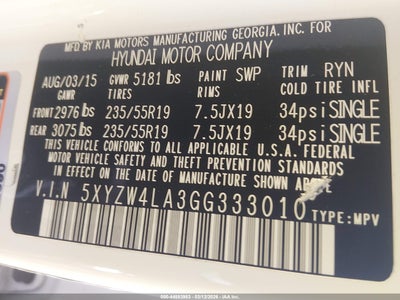 MFD. BY KIA MOTORS MANUFACTURING GEORGIA, INC. FOR
HYUNDAI MOTOR COMPANY
AUG/03/15 GVWR 5181 lbs PAINT SWP TRIM RYN
GAWR TIRES RIMS COLD TIRE INFL
FRONT 2976 lbs 235/55R19 7.5JX19 34psi SINGLE
REAR 3075 lbs 235/55R19 7.5JX19 34psi SINGLE
THIS VEHICLE CONFORMS TO ALL APPLICABLE U.S.A. FEDERAL
MOTOR VEHICLE SAFETY, BUMPER, AND THEFT PREVENTION STANDARDS
IN EFFECT ON THE DATE OF MANUFACTURE SHOWN ABOVE.
V.I.N 5XYZW4LA3GG333010 TYPE: MPV